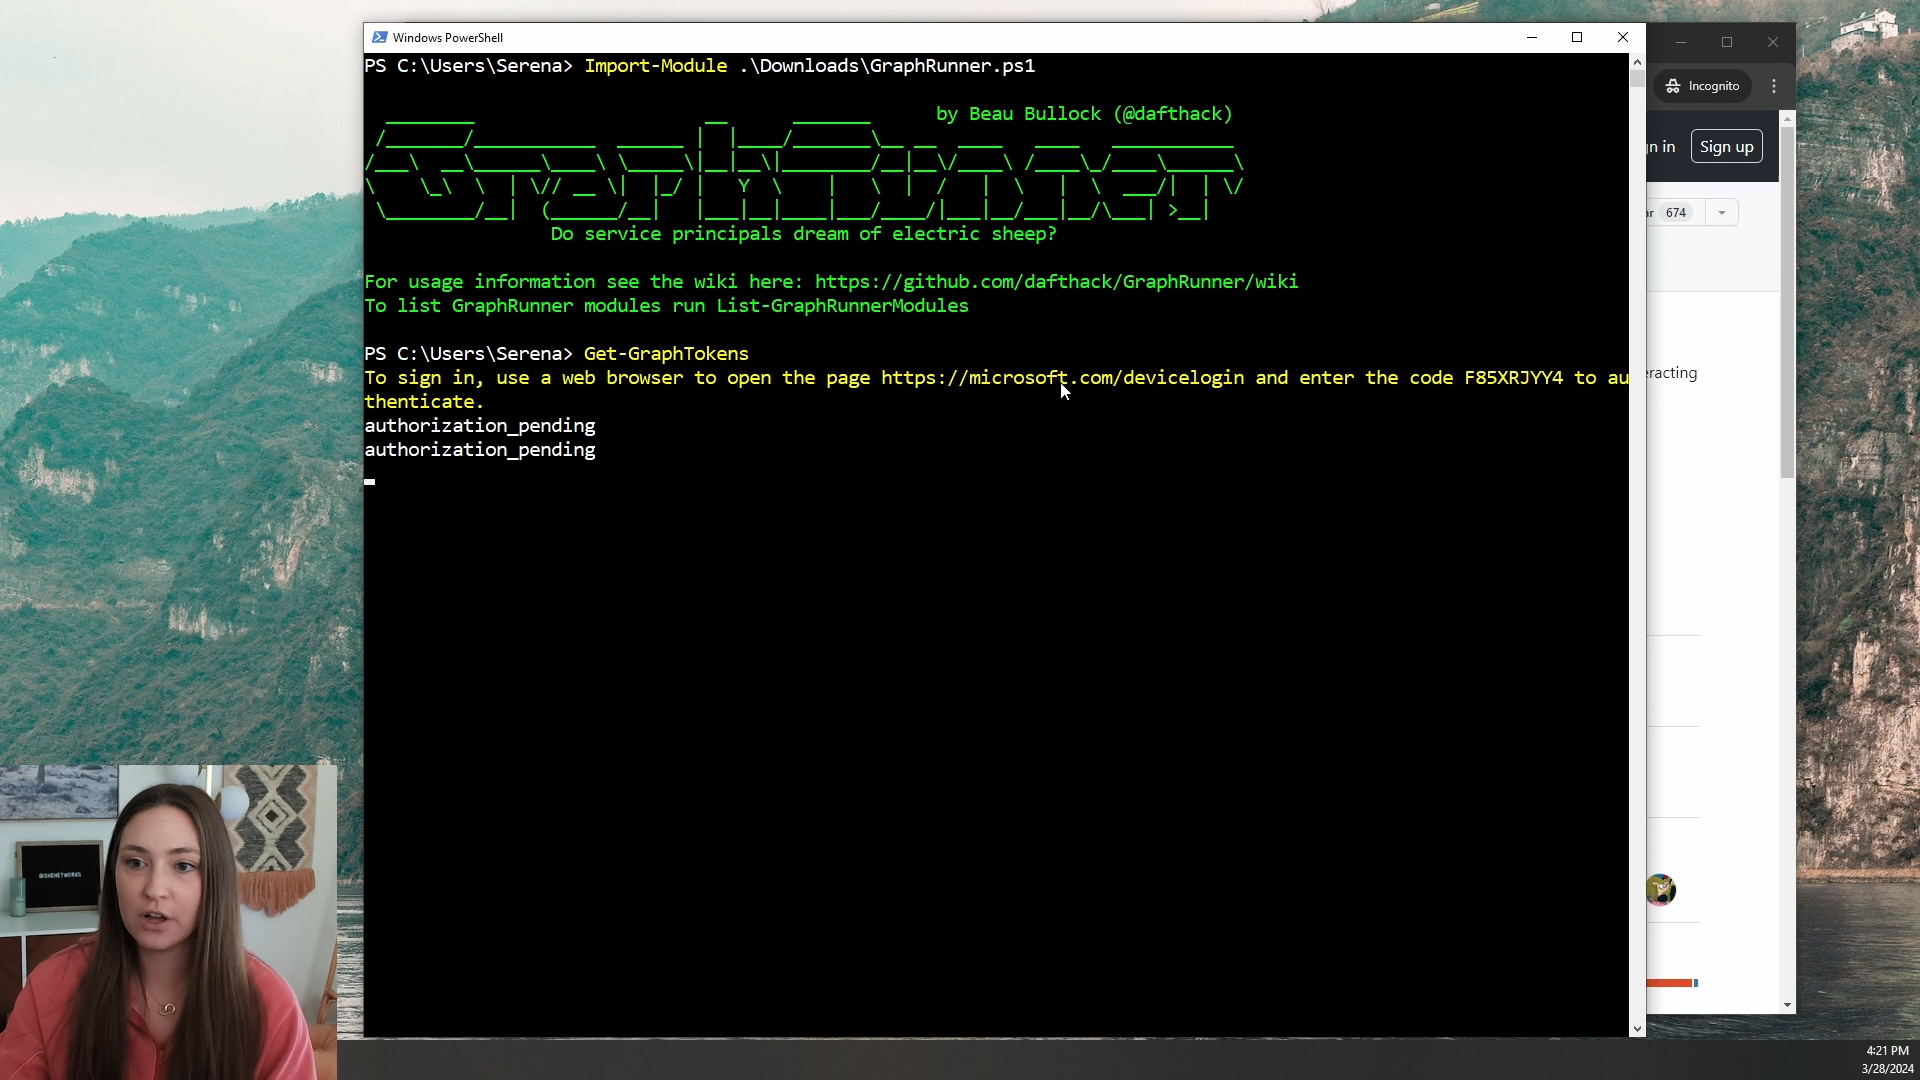 Windows PowerShell
PS C:\Users\Serena> Import-Module .\Downloads\GraphRunner.ps1
by Beau Bullock (@dafthack)
Do service principals dream of electric sheep?
For usage information see the wiki here: https://github.com/dafthack/GraphRunner/wiki
To list GraphRunner modules run List-GraphRunnerModules
PS C:\Users\Serena> Get-GraphTokens
To sign in, use a web browser to open the page https://microsoft.com/devicelogin and enter the code F85XRJYY4 to au
thenticate.
authorization_pending
authorization_pending
Incognito
n in
Sign up
ar 674
eracting
@SHENETWORKS
4:21 PM
3/28/2024